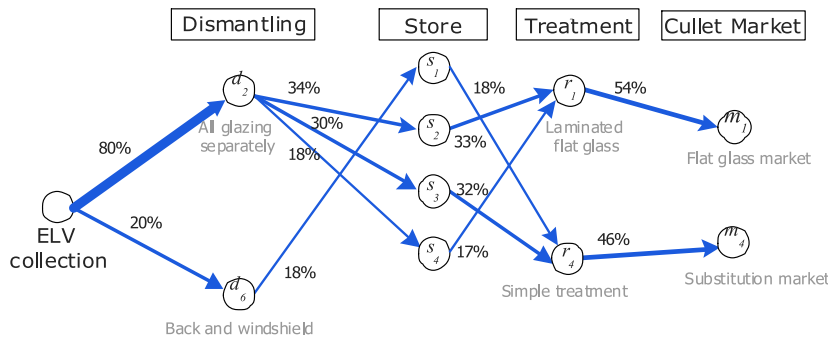 Dismantling
Store
Treatment
Cullet Market
s1
d2
34%
18%
r1
54%
All glazing
separately
30%
s2
33%
Laminated
flat glass
m1
Flat glass market
80%
18%
s3
32%
ELV
collection
20%
s4
17%
d6
18%
r4
46%
m4
Simple treatment
Substitution market
Back and windshield